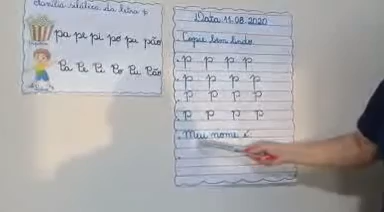 família silábica da letra p
pa pe pi po pu pão
Pa Pe Pi Po Pu Pão
Data 11.08.2020
Copie bem lindo
p p p p
p p p p
p p p p
p p p p
Meu nome é